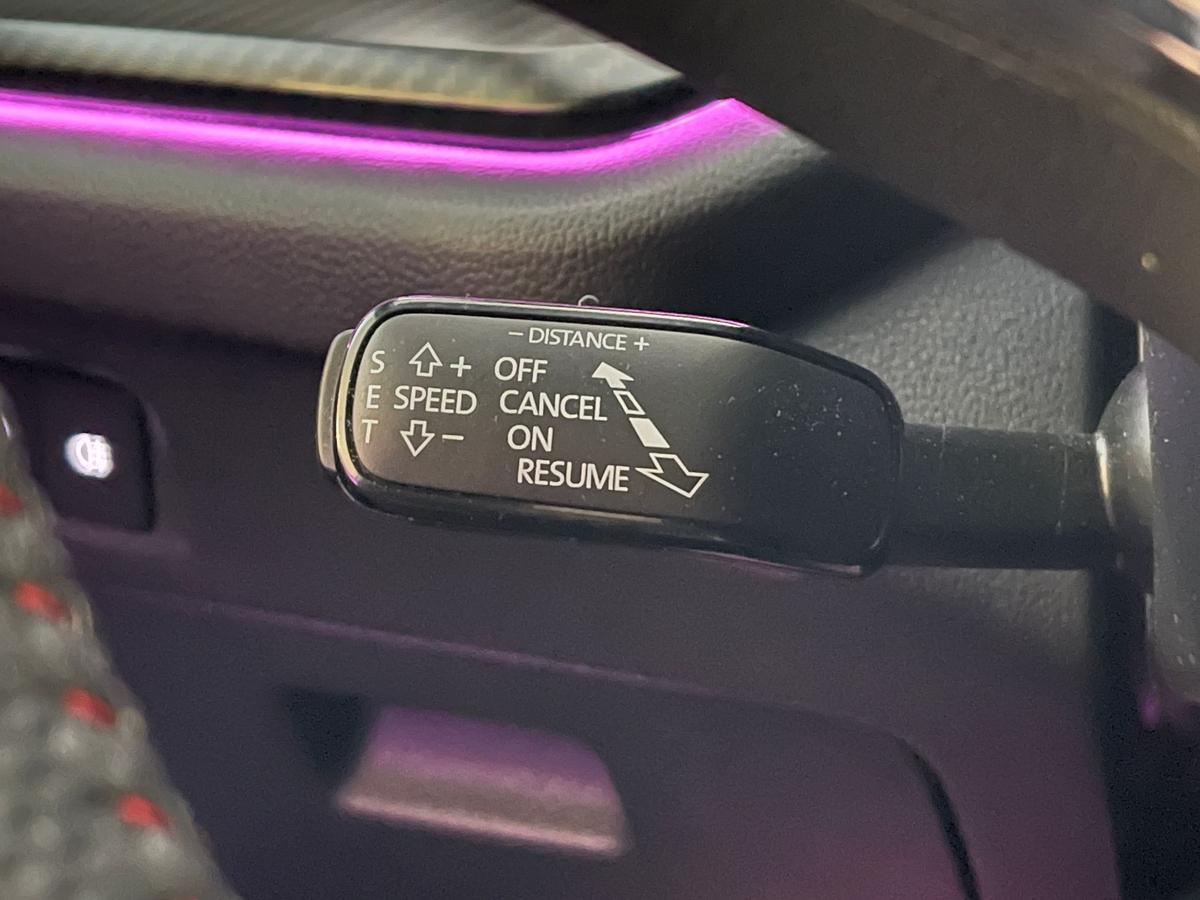 − DISTANCE +
S + OFF
E SPEED CANCEL
T − ON
RESUME